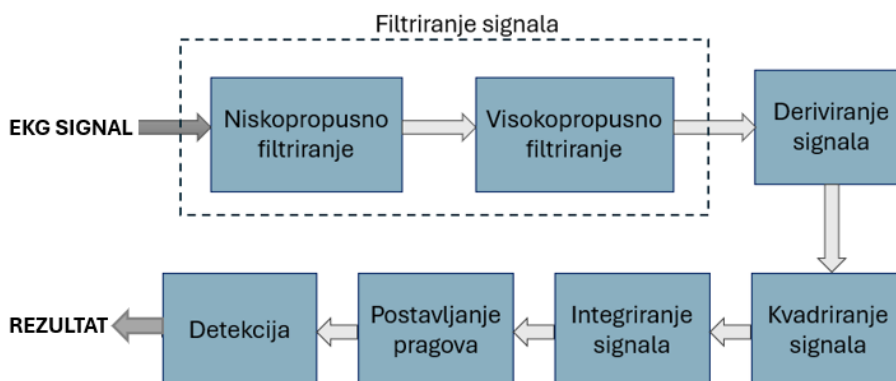 Filtriranje signala
EKG SIGNAL
Niskopropusno
filtriranje
Visokopropusno
filtriranje
Deriviranje
signala
Kvadriranje
signala
Integriranje
signala
Postavljanje
pragova
Detekcija
REZULTAT